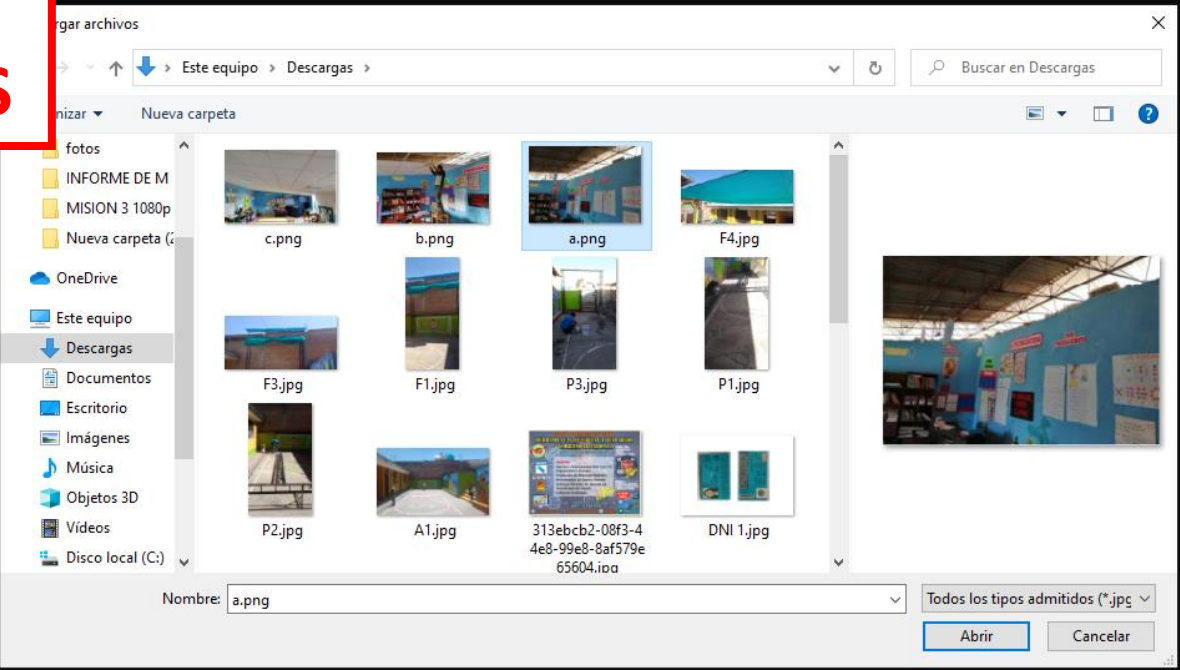 rgar archivos
S
Este equipo > Descargas >
Buscar en Descargas
nizar
Nueva carpeta
fotos
INFORME DE M
MISION 3 1080p
Nueva carpeta (2
OneDrive
Este equipo
Descargas
Documentos
Escritorio
Imágenes
Música
Objetos 3D
Vídeos
Disco local (C:)
c.png
b.png
a.png
F4.jpg
F3.jpg
F1.jpg
P3.jpg
P1.jpg
P2.jpg
A1.jpg
313ebcb2-08f3-4
4e8-99e8-8af579e
65604.jpg
DNI 1.jpg
Nombre: a.png
Todos los tipos admitidos (*.jpg
Abrir
Cancelar